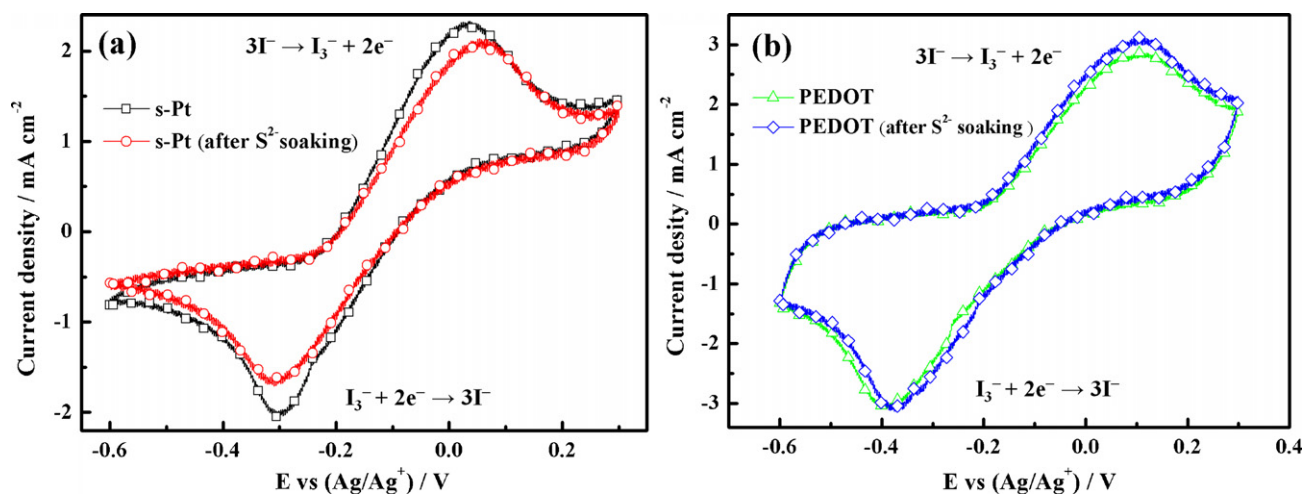 (a)
3I⁻ → I₃⁻ + 2e⁻
s-Pt
s-Pt (after S²⁻ soaking)
I₃⁻ + 2e⁻ → 3I⁻
Current density / mA cm⁻²
2
1
0
-1
-2
-0.6 -0.4 -0.2 0.0 0.2
E vs (Ag/Ag⁺) / V
(b)
3I⁻ → I₃⁻ + 2e⁻
PEDOT
PEDOT (after S²⁻ soaking )
I₃⁻ + 2e⁻ → 3I⁻
Current desity / mA cm⁻²
3
2
1
0
-1
-2
-3
-0.6 -0.4 -0.2 0.0 0.2 0.4
E vs (Ag/Ag⁺) / V